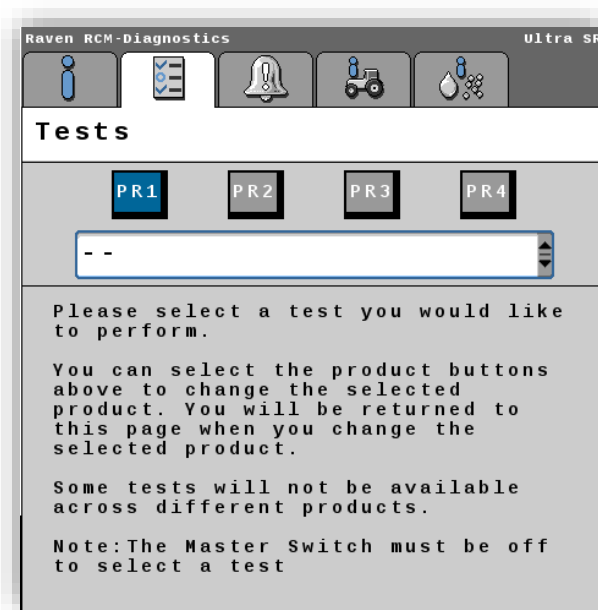 Raven RCM-Diagnostics Ultra SR
Tests
PR1 PR2 PR3 PR4
--
Please select a test you would like
to perform.
You can select the product buttons
above to change the selected
product. You will be returned to
this page when you change the
selected product.
Some tests will not be available
across different products.
Note:The Master Switch must be off
to select a test